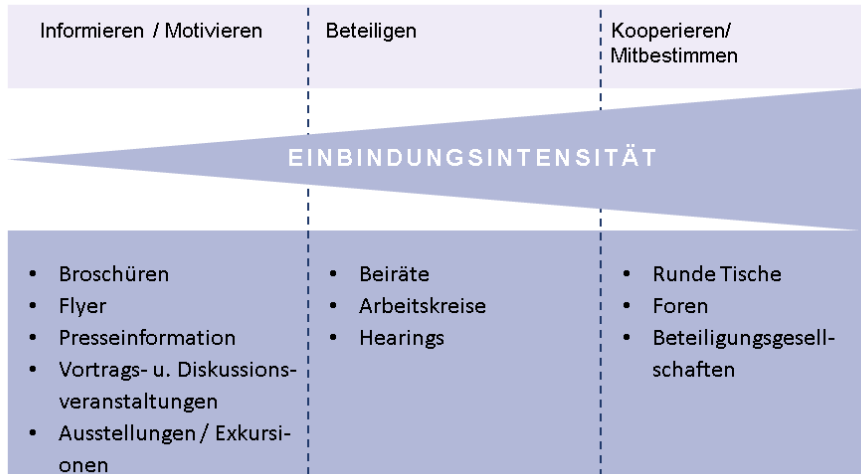 Informieren / Motivieren
Beteiligen
Kooperieren/
Mitbestimmen
EINBINDUNGSINTENSITÄT
• Broschüren
• Flyer
• Presseinformation
• Vortrags- u. Diskussions-
veranstaltungen
• Ausstellungen / Exkursi-
onen
• Beiräte
• Arbeitskreise
• Hearings
• Runde Tische
• Foren
• Beteiligungsgesell-
schaften